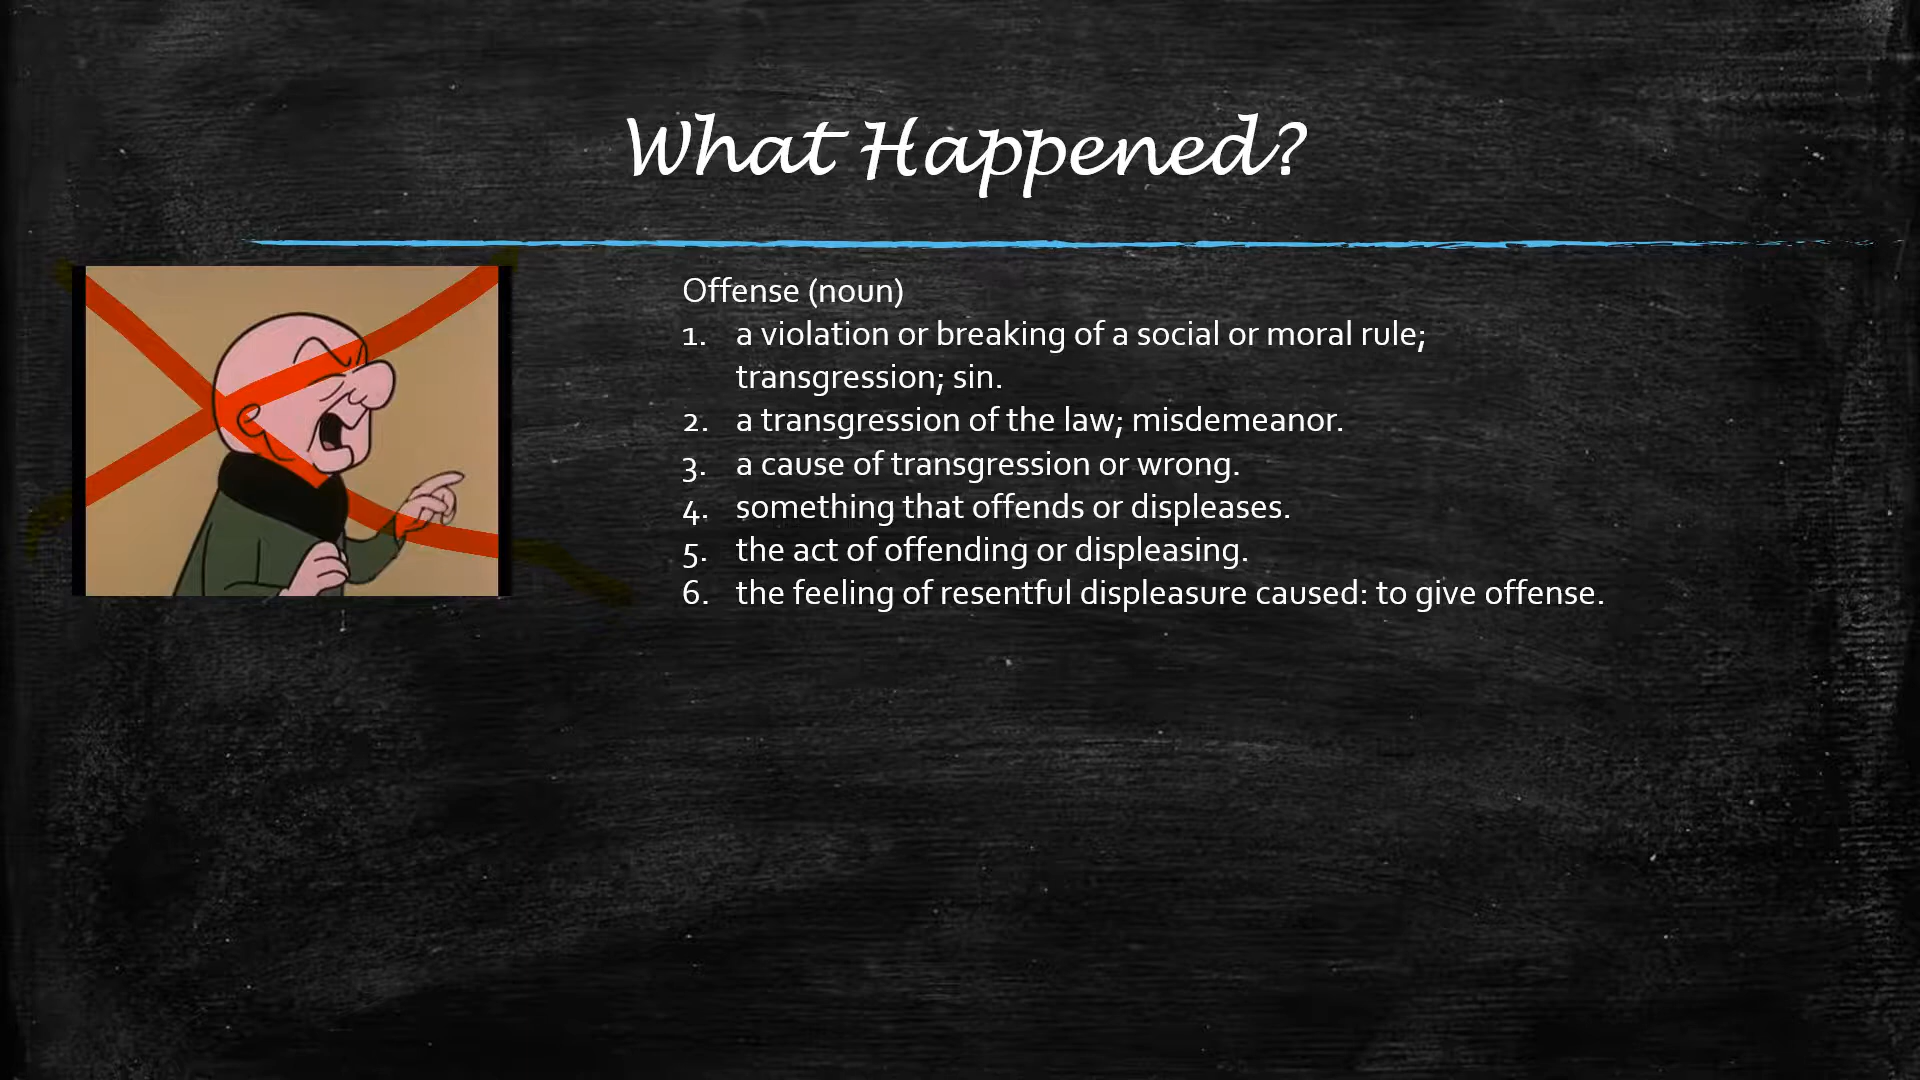 What Happened?
Offense (noun)
1. a violation or breaking of a social or moral rule;
transgression; sin.
2. a transgression of the law; misdemeanor.
3. a cause of transgression or wrong.
4. something that offends or displeases.
5. the act of offending or displeasing.
6. the feeling of resentful displeasure caused: to give offense.